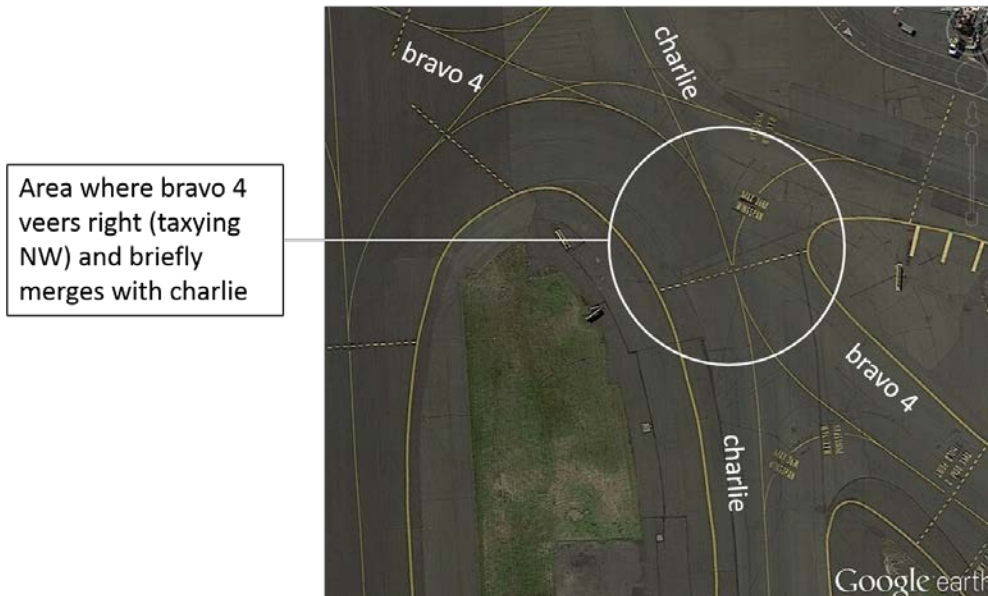 bravo 4
charlie
Area where bravo 4
veers right (taxying
NW) and briefly
merges with charlie
bravo 4
charlie
Google earth